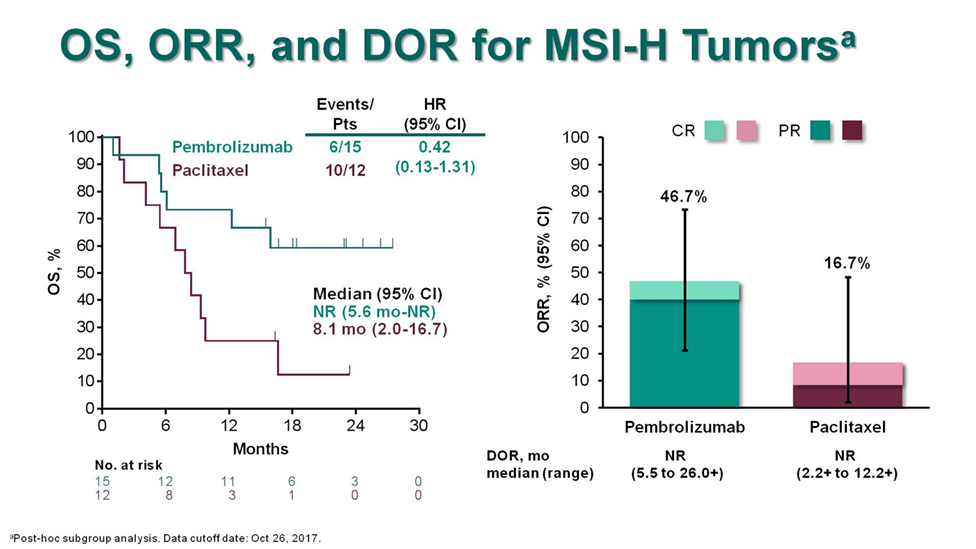 OS, ORR, and DOR for MSI-H Tumorsᵃ
Events/ HR
Pts (95% CI)
Pembrolizumab 6/15 0.42
Paclitaxel 10/12 (0.13-1.31)
OS, %
100
90
80
70
60
50
40
30
20
10
0
Median (95% CI)
NR (5.6 mo-NR)
8.1 mo (2.0-16.7)
0 6 12 18 24 30
Months
No. at risk
15 12 11 6 3 0
12 8 3 1 0 0
CR PR
ORR, % (95% CI)
100
90
80
70
60
50
40
30
20
10
0
46.7%
16.7%
Pembrolizumab Paclitaxel
DOR, mo NR NR
median (range) (5.5 to 26.0+) (2.2+ to 12.2+)
ᵃPost-hoc subgroup analysis. Data cutoff date: Oct 26, 2017.